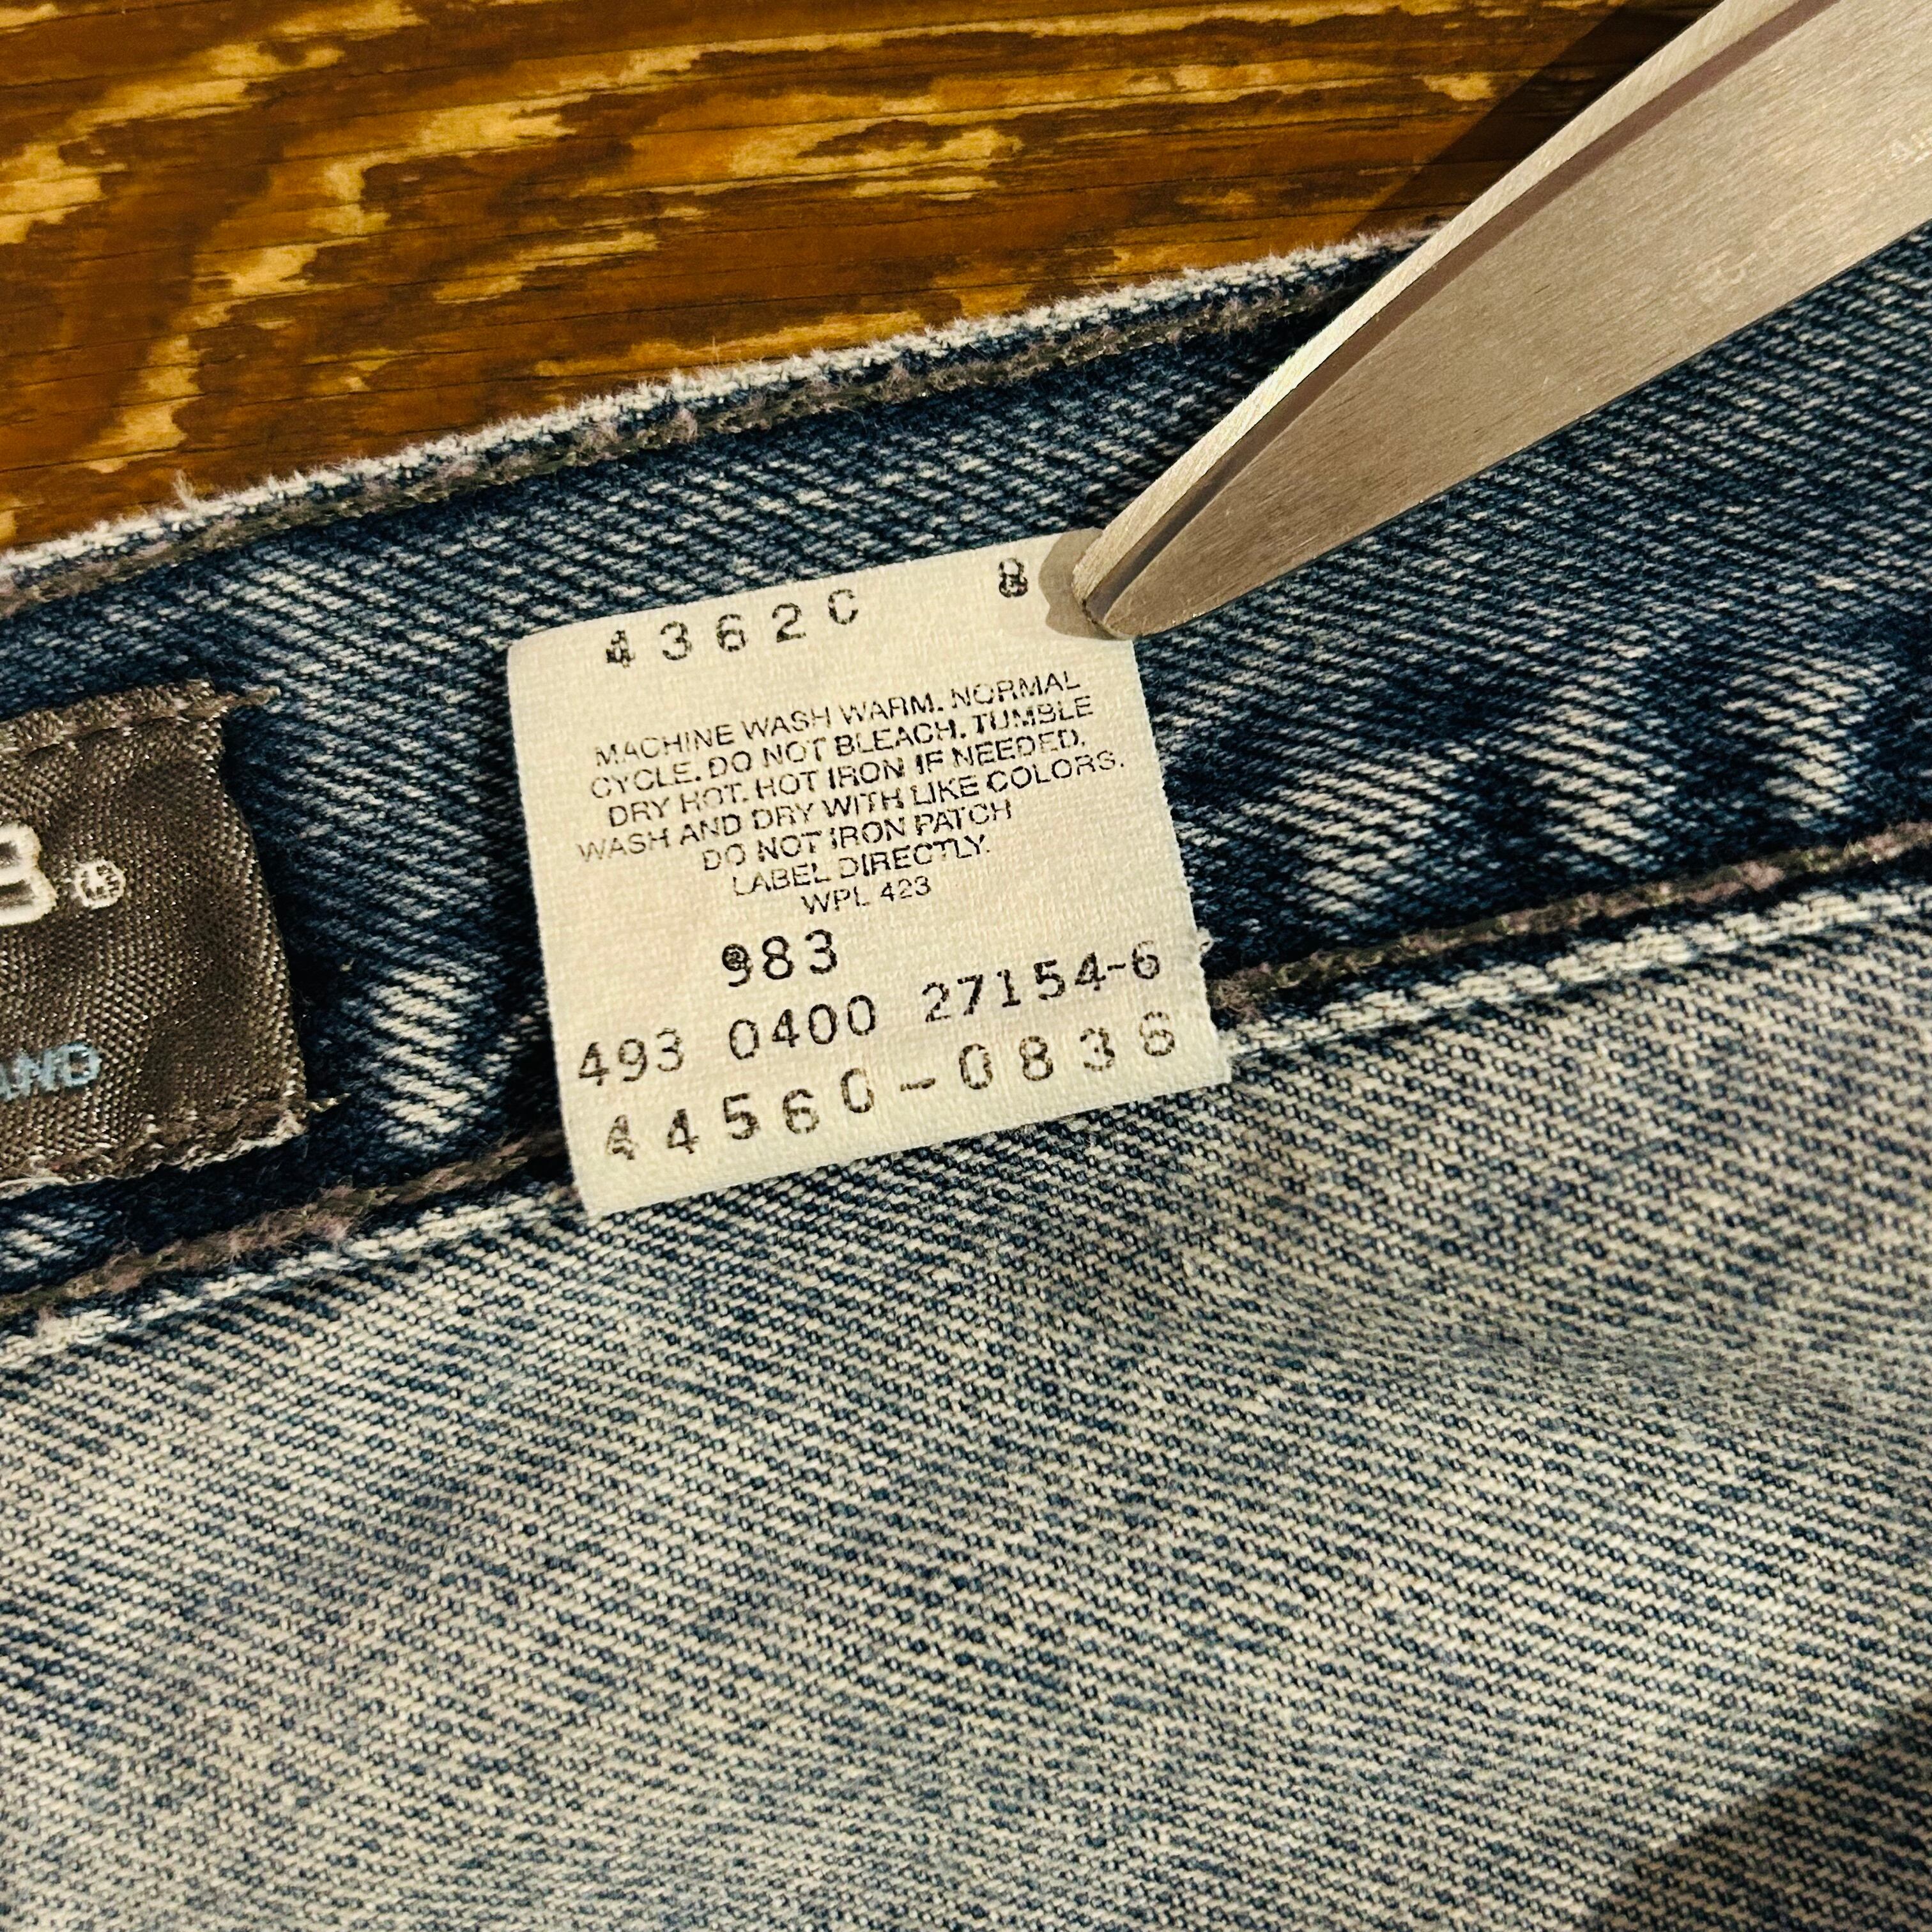 B®
AND
4362C 8
MACHINE WASH WARM. NORMAL
CYCLE. DO NOT BLEACH. TUMBLE
DRY HOT. HOT IRON IF NEEDED.
WASH AND DRY WITH LIKE COLORS.
DO NOT IRON PATCH
LABEL DIRECTLY.
WPL 423
983
493 0400 27154-6
44560-0836